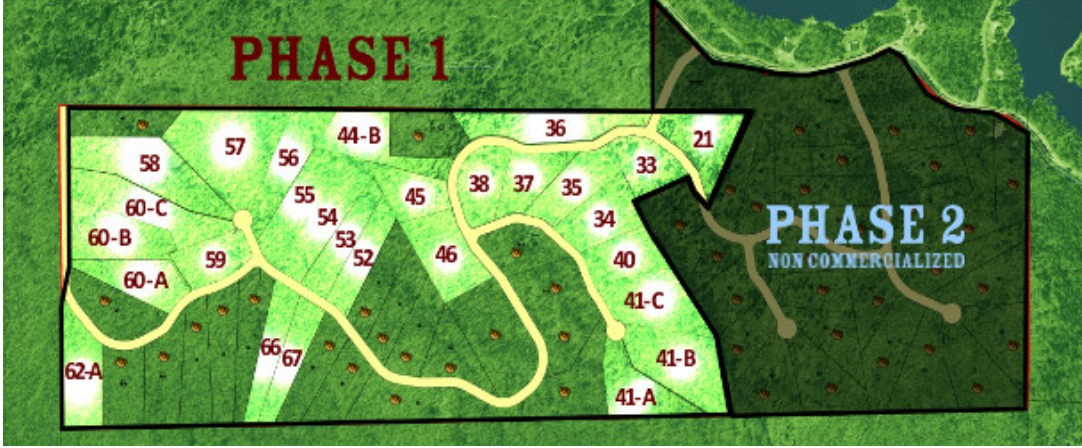 PHASE 1
36
44-B
21
57
58
56
33
45
38
37
35
55
60-C
54
34
60-B
53
52
46
59
40
60-A
41-C
66
67
41-B
62-A
41-A
PHASE 2
NON COMMERCIALIZED